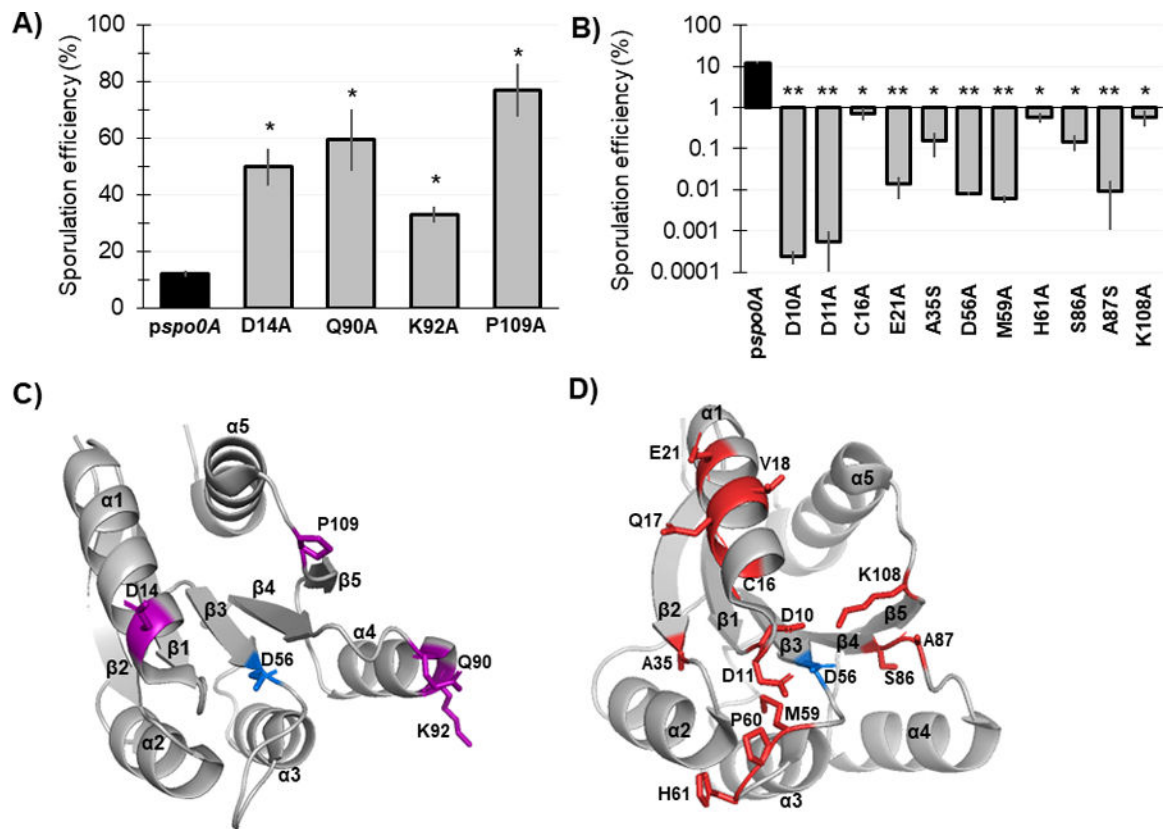 A)
Sporulation efficiency (%)
100
80
60
40
20
0
*
*
*
*
pspo0A
D14A
Q90A
K92A
P109A
B)
Sporulation efficiency (%)
10
1
0.1
0.01
0.001
0.0001
** ** * ** * ** ** * * ** *
pspo0A
D10A
D11A
C16A
E21A
A35S
D56A
M59A
H61A
S86A
A87S
K108A
C)
α5
α1
P109
D14
β5
β3
β4
α4
β1
β2
D56
Q90
α2
K92
α3
D)
α1
E21
V18
α5
Q17
C16
K108
β2
β1
D10
β5
β3
β4
A35
A87
D11
D56
S86
P60
M59
α2
α4
H61
α3